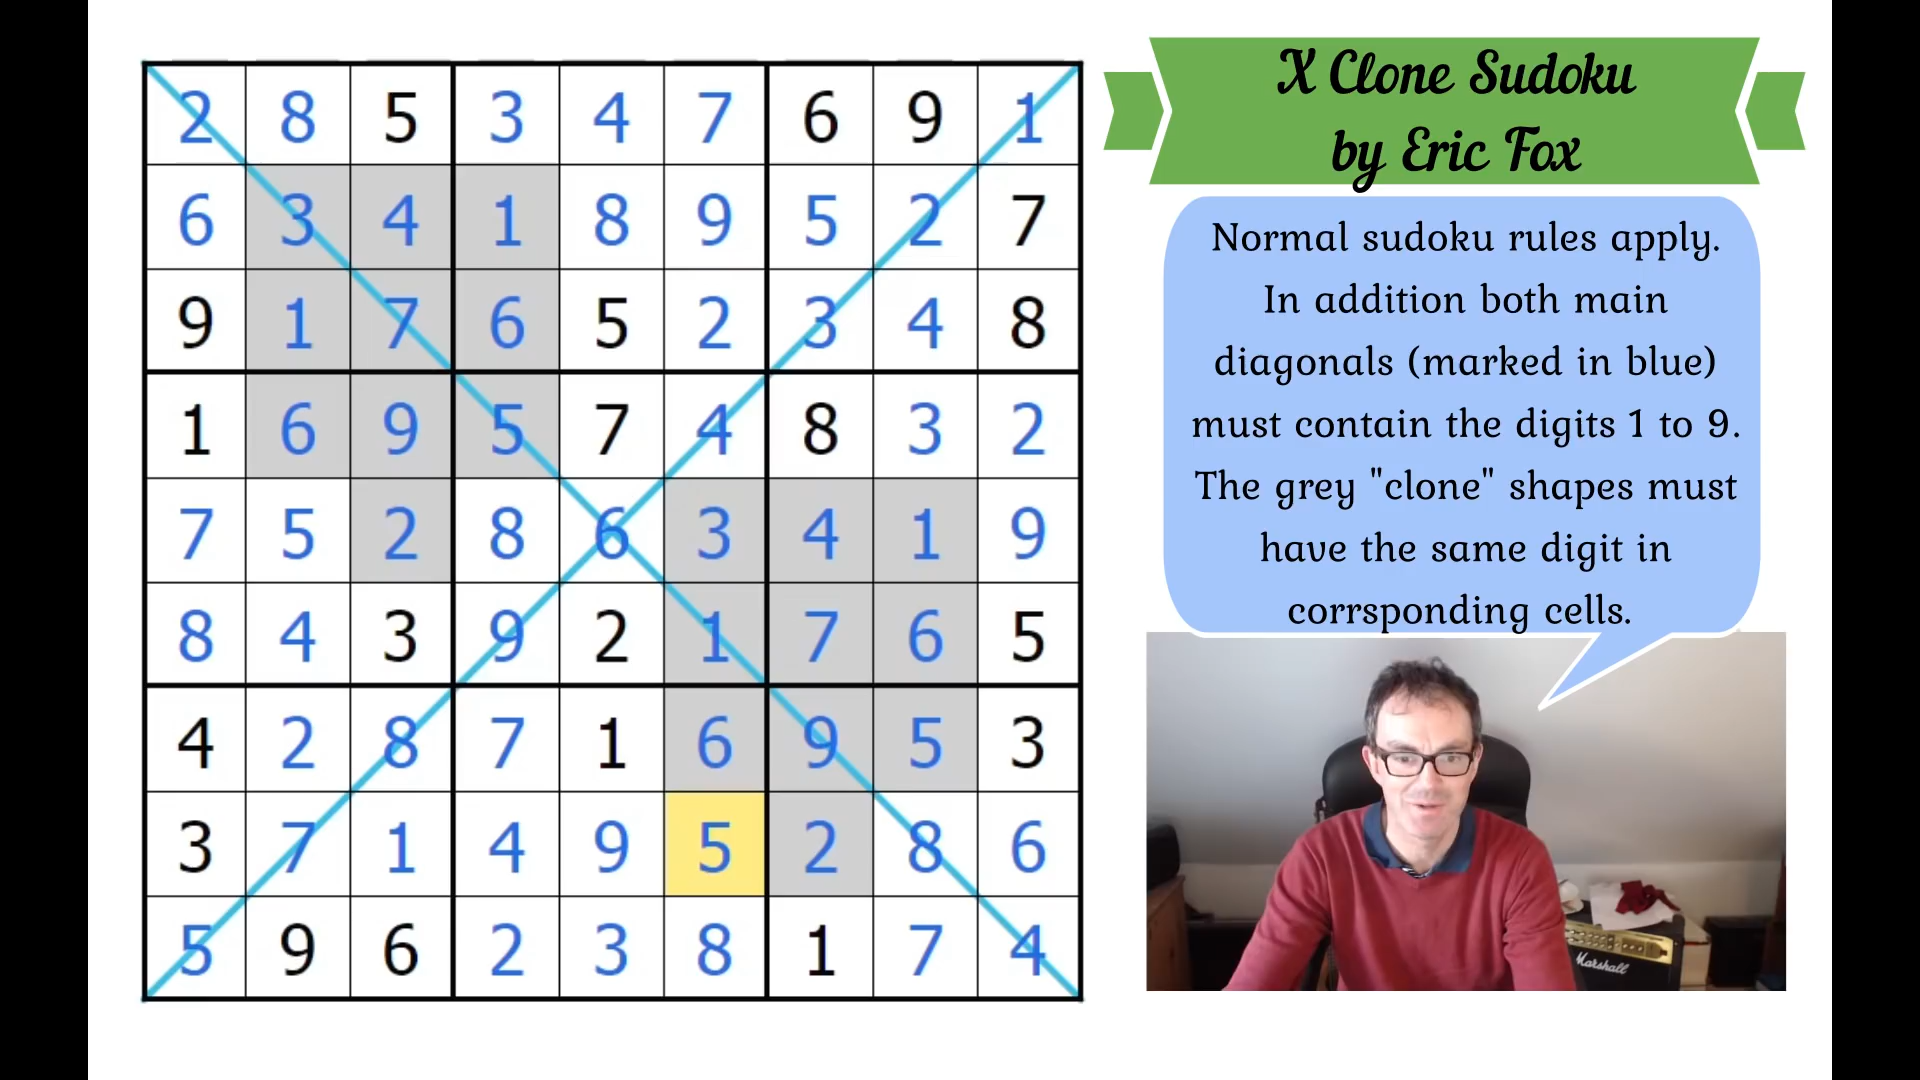 X Clone Sudoku
by Eric Fox
2 8 5 3 4 7 6 9 1
6 3 4 1 8 9 5 2 7
9 1 7 6 5 2 3 4 8
1 6 9 5 7 4 8 3 2
7 5 2 8 6 3 4 1 9
8 4 3 9 2 1 7 6 5
4 2 8 7 1 6 9 5 3
3 7 1 4 9 5 2 8 6
5 9 6 2 3 8 1 7 4
Normal sudoku rules apply.
In addition both main
diagonals (marked in blue)
must contain the digits 1 to 9.
The grey "clone" shapes must
have the same digit in
corrsponding cells.
Marshall